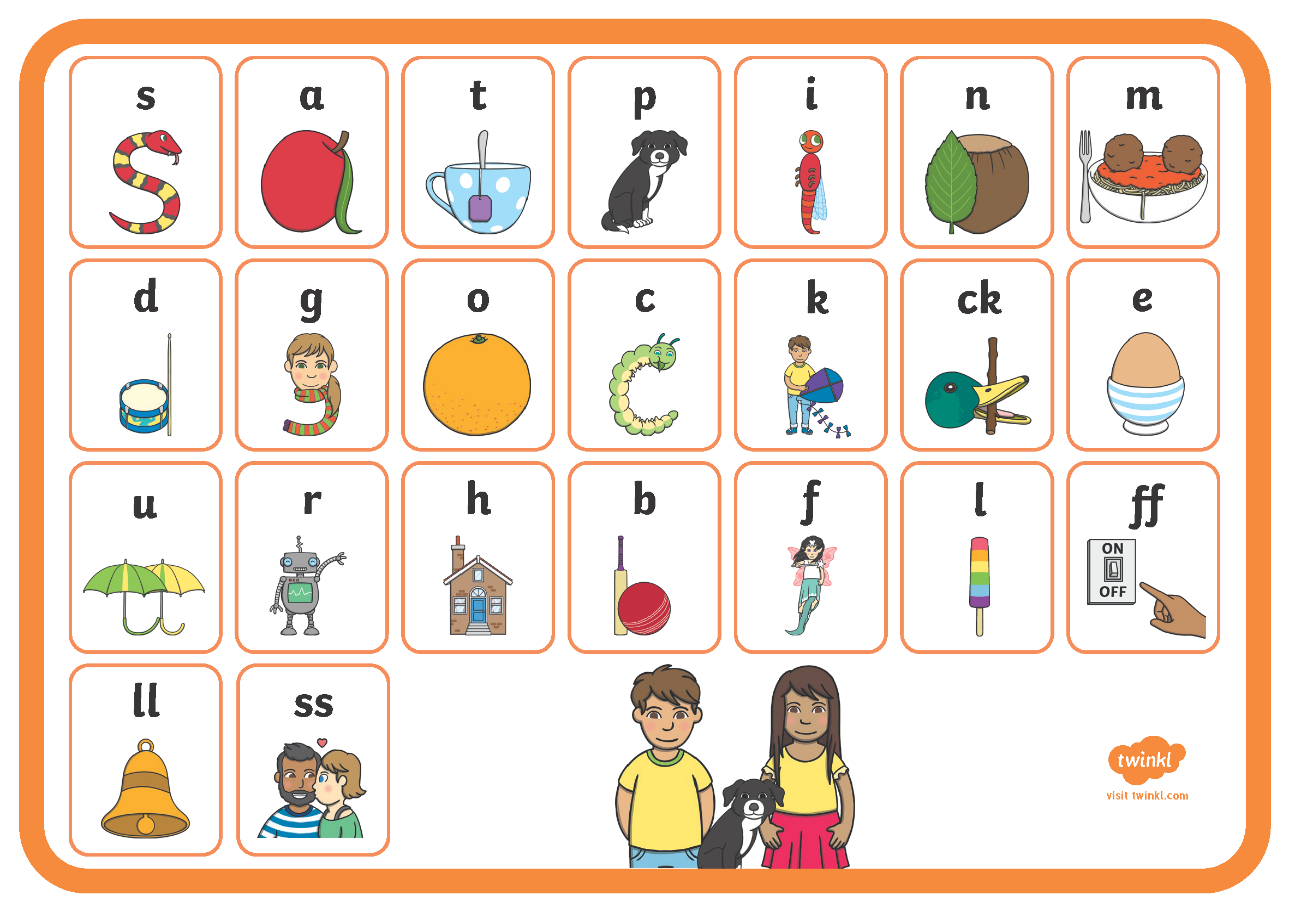 s a t p i n m
d g o c k ck e
u r h b f l ff
ON
OFF
ll ss
twinkl
visit twinkl.com